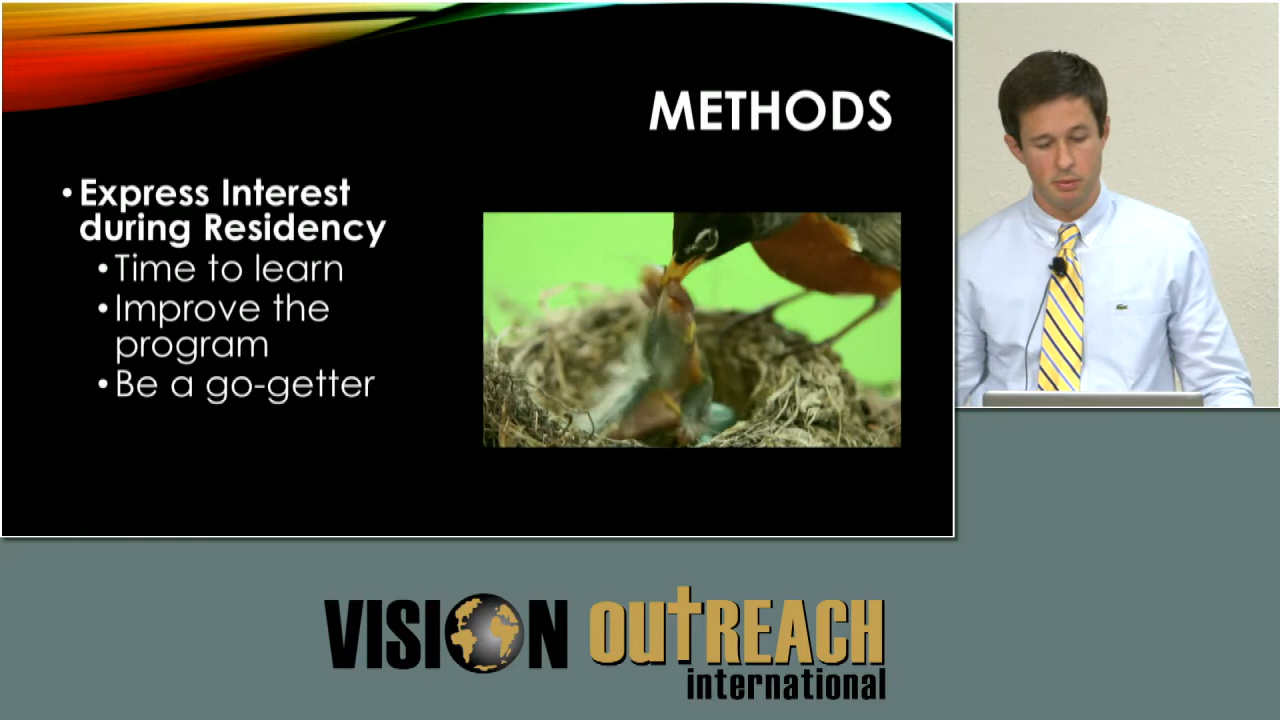 METHODS
• Express Interest
during Residency
• Time to learn
• Improve the
program
• Be a go-getter
VISION OUTREACH
international